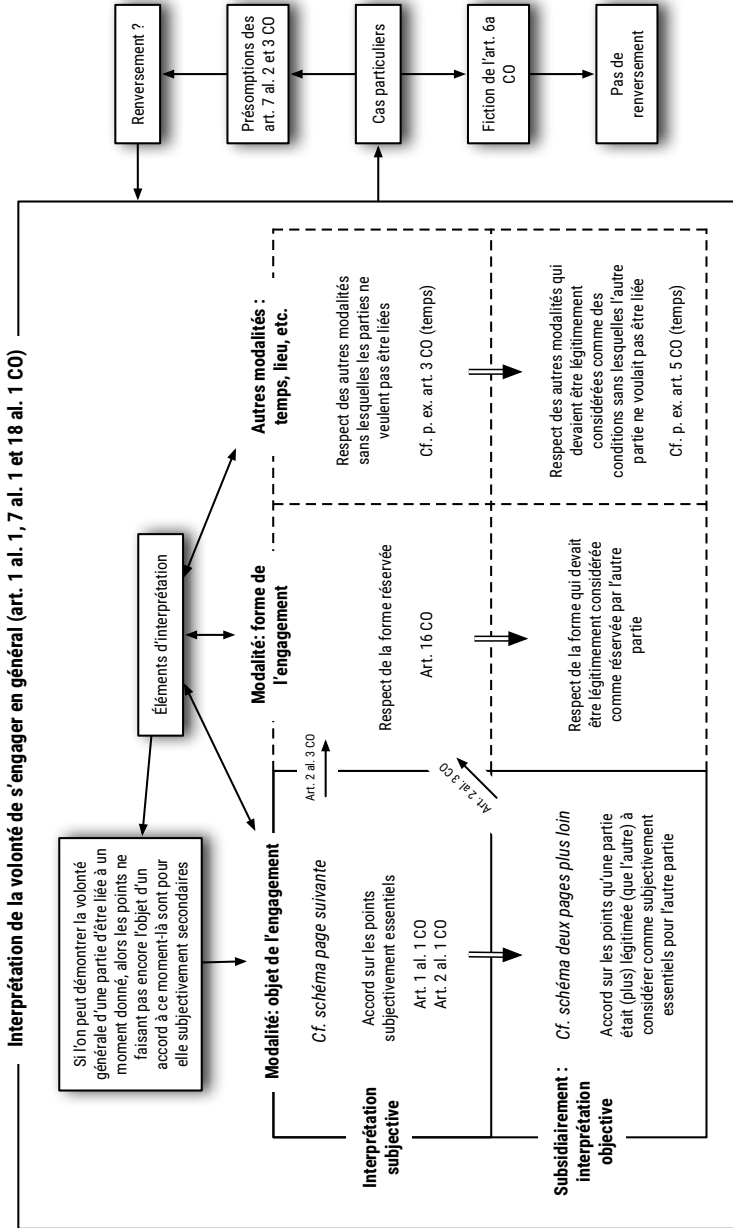 Interprétation de la volonté de s'engager en général (art. 1 al. 1, 7 al. 1 et 18 al. 1 CO)
Si l'on peut démontrer la volonté
générale d'une partie d'être liée à un
moment donné, alors les points ne
faisant pas encore l'objet d'un
accord à ce moment-là sont pour
elle subjectivement secondaires
Éléments d'interprétation
Modalité: objet de l'engagement
Modalité: forme de
l'engagement
Autres modalités :
temps, lieu, etc.
Interprétation
subjective
Cf. schéma page suivante
Accord sur les points
subjectivement essentiels
Art. 1 al. 1 CO
Art. 2 al. 1 CO
Art. 2 al. 3 CO
Respect de la forme réservée
Art. 16 CO
Respect des autres modalités
sans lesquelles les parties ne
veulent pas être liées
Cf. p. ex. art. 3 CO (temps)
Art. 2 al. 3 CO
Subsidiairement :
interprétation
objective
Cf. schéma deux pages plus loin
Accord sur les points qu'une partie
était (plus) légitimée (que l'autre) à
considérer comme subjectivement
essentiels pour l'autre partie
Respect de la forme qui devait
être légitimement considérée
comme réservée par l'autre
partie
Respect des autres modalités qui
devaient être légitimement
considérées comme des
conditions sans lesquelles l'autre
partie ne voulait pas être liée
Cf. p. ex. art. 5 CO (temps)
Renversement ?
Présomptions des
art. 7 al. 2 et 3 CO
Cas particuliers
Fiction de l'art. 6a
CO
Pas de
renversement